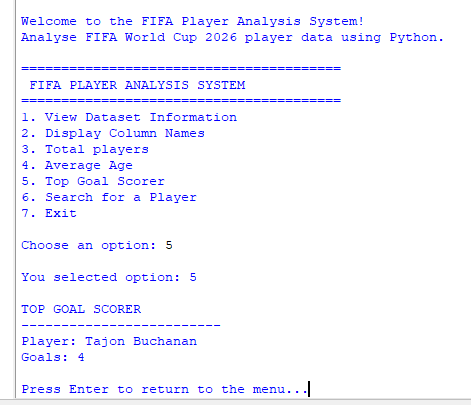 Welcome to the FIFA Player Analysis System!
Analyse FIFA World Cup 2026 player data using Python.
========================================
FIFA PLAYER ANALYSIS SYSTEM
========================================
1. View Dataset Information
2. Display Column Names
3. Total players
4. Average Age
5. Top Goal Scorer
6. Search for a Player
7. Exit
Choose an option: 5
You selected option: 5
TOP GOAL SCORER
-------------------------
Player: Tajon Buchanan
Goals: 4
Press Enter to return to the menu...